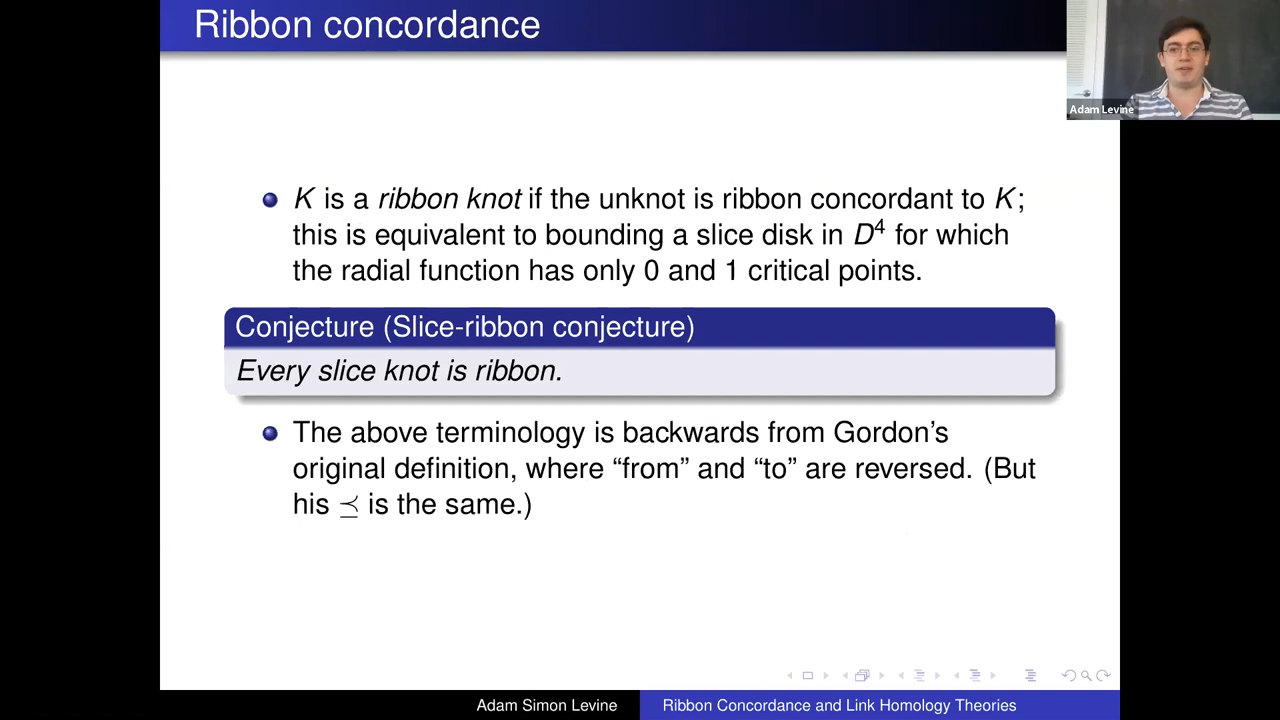 Ribbon concordance
Adam Levine
K is a ribbon knot if the unknot is ribbon concordant to K;
this is equivalent to bounding a slice disk in D⁴ for which
the radial function has only 0 and 1 critical points.
Conjecture (Slice-ribbon conjecture)
Every slice knot is ribbon.
The above terminology is backwards from Gordon's
original definition, where “from” and “to” are reversed. (But
his ⪯ is the same.)
Adam Simon Levine
Ribbon Concordance and Link Homology Theories